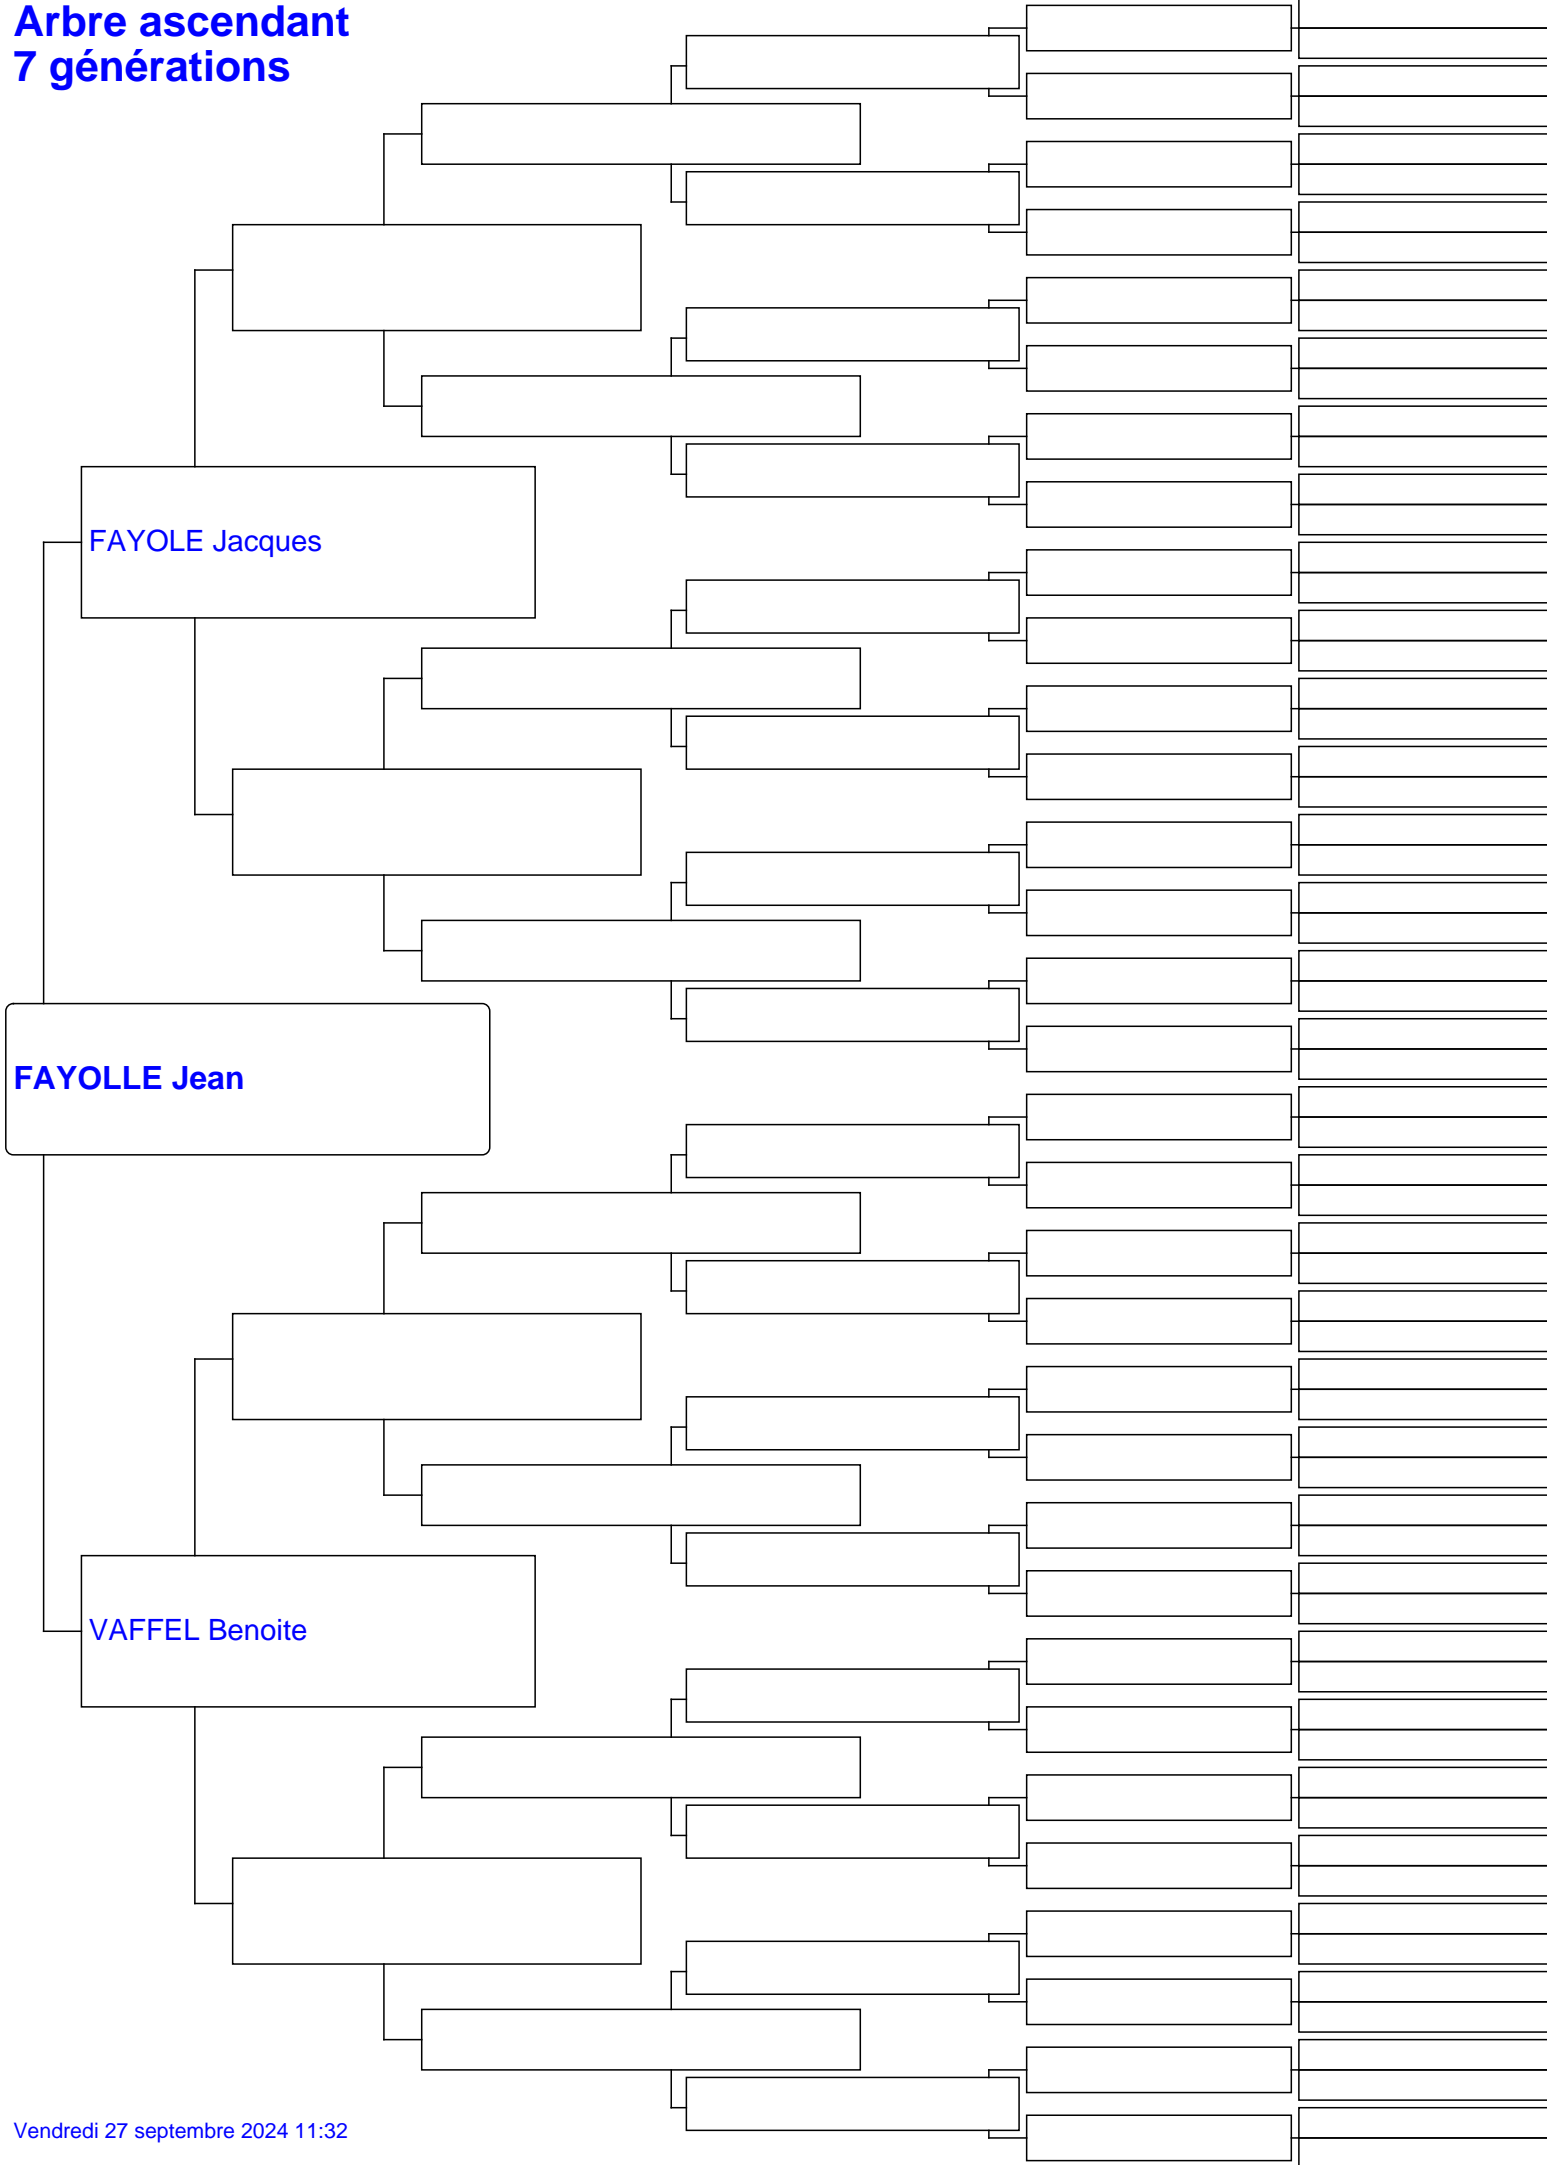 Arbre ascendant
7 générations
FAYOLE Jacques
FAYOLLE Jean
VAFFEL Benoite
Vendredi 27 septembre 2024 11:32